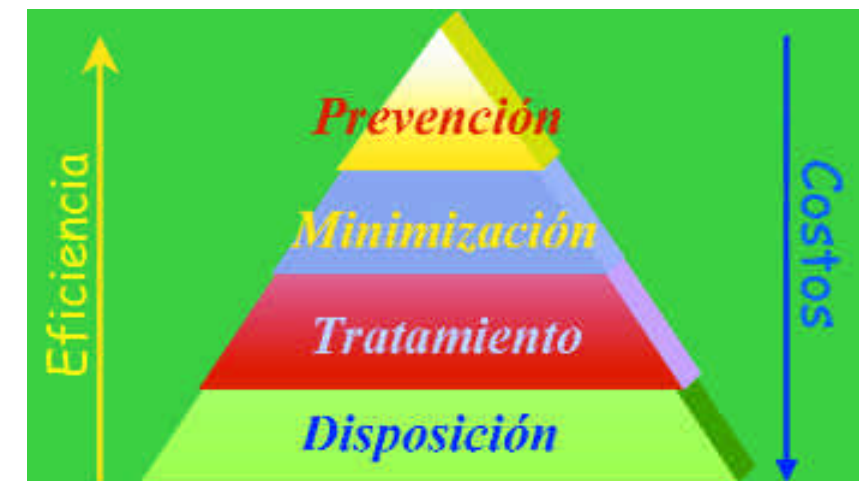 Prevención
Minimización
Tratamiento
Disposición
Eficiencia
Costos